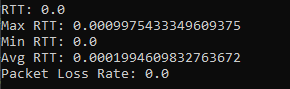 RTT: 0.0
Max RTT: 0.0009975433349609375
Min RTT: 0.0
Avg RTT: 0.0001994609832763672
Packet Loss Rate: 0.0